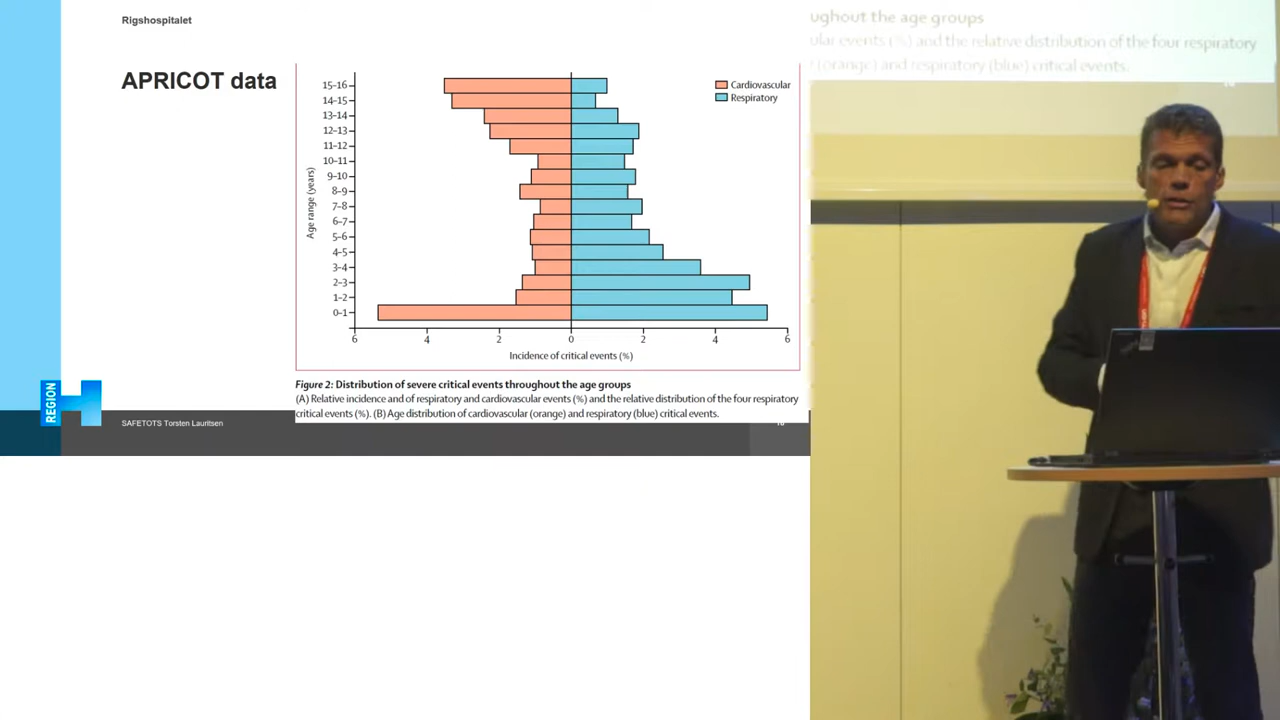 Rigshospitalet
APRICOT data
Cardiovascular
Respiratory
Age range (years)
15–16
14–15
13–14
12–13
11–12
10–11
9–10
8–9
7–8
6–7
5–6
4–5
3–4
2–3
1–2
0–1
6 4 2 0 2 4 6
Incidence of critical events (%)
Figure 2: Distribution of severe critical events throughout the age groups
(A) Relative incidence and of respiratory and cardiovascular events (%) and the relative distribution of the four respiratory
critical events (%). (B) Age distribution of cardiovascular (orange) and respiratory (blue) critical events.
REGION
H
SAFETOTS Torsten Lauritsen
ughout the age groups
ular events (%) and the relative distribution of the four respiratory
(orange) and respiratory (blue) critical events.